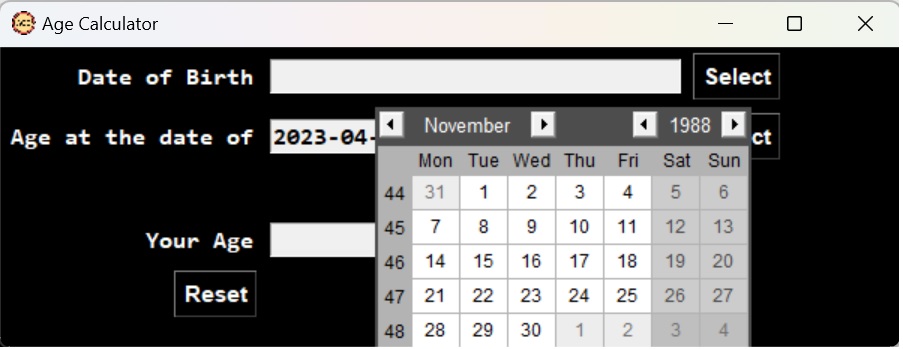 Age Calculator
Date of Birth Select
Age at the date of 2023-04- ct
November 1988
Mon Tue Wed Thu Fri Sat Sun
44 31 1 2 3 4 5 6
45 7 8 9 10 11 12 13
Your Age
46 14 15 16 17 18 19 20
Reset
47 21 22 23 24 25 26 27
48 28 29 30 1 2 3 4